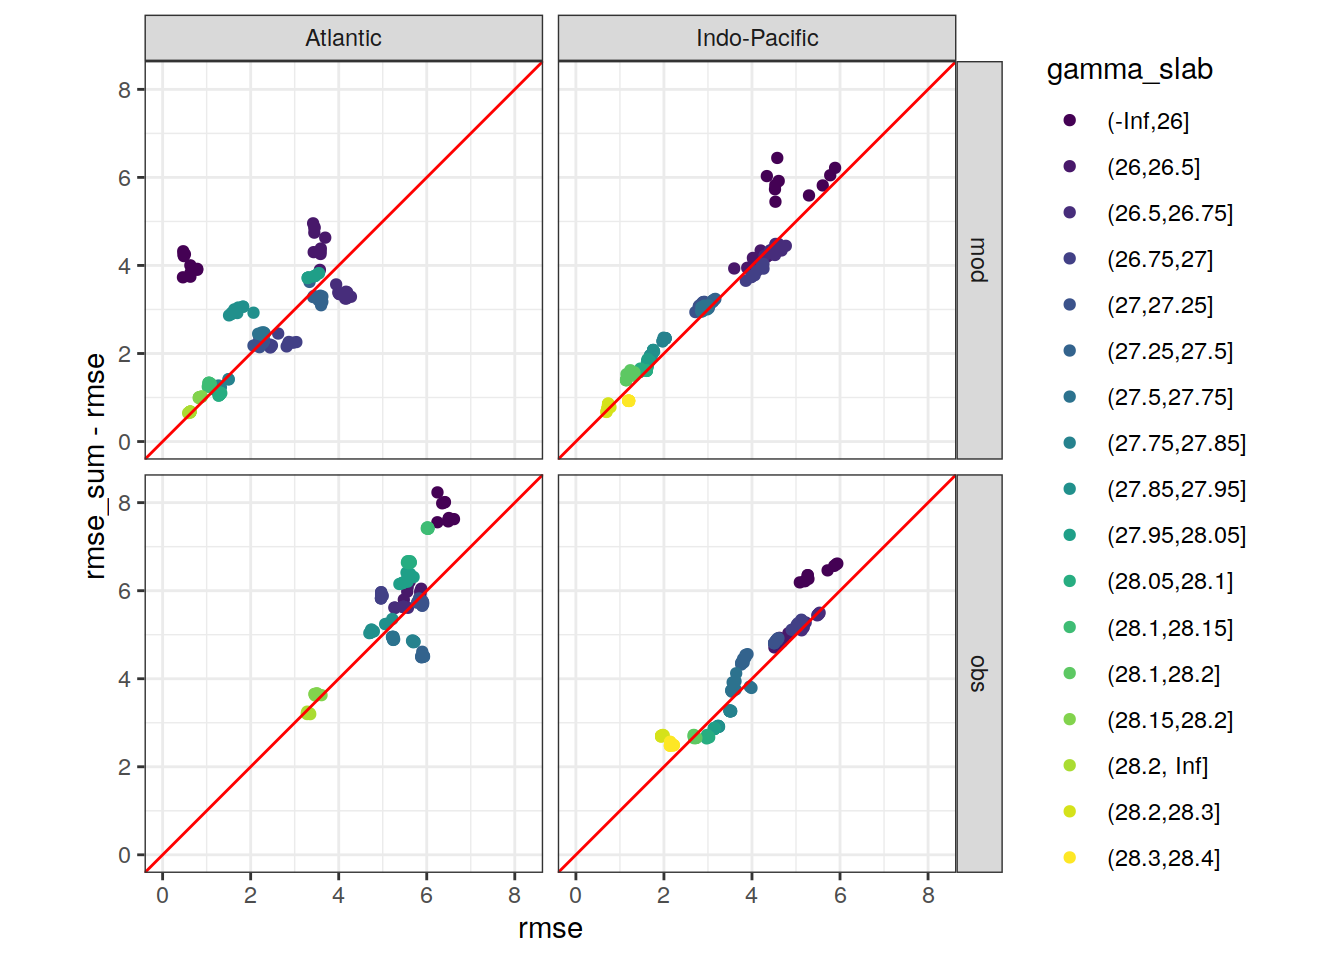 Atlantic
Indo-Pacific
8
6
4
2
0
mod
8
6
4
2
0
obs
0 2 4 6 8
0 2 4 6 8
rmse
rmse_sum - rmse
gamma_slab
(-Inf,26]
(26,26.5]
(26.5,26.75]
(26.75,27]
(27,27.25]
(27.25,27.5]
(27.5,27.75]
(27.75,27.85]
(27.85,27.95]
(27.95,28.05]
(28.05,28.1]
(28.1,28.15]
(28.1,28.2]
(28.15,28.2]
(28.2, Inf]
(28.2,28.3]
(28.3,28.4]